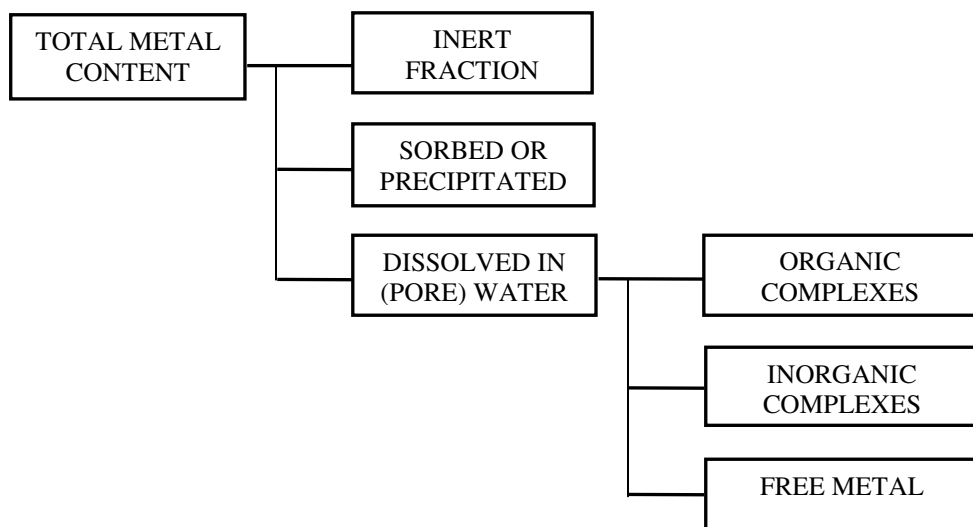 TOTAL METAL
CONTENT
INERT
FRACTION
SORBED OR
PRECIPITATED
DISSOLVED IN
(PORE) WATER
ORGANIC
COMPLEXES
INORGANIC
COMPLEXES
FREE METAL